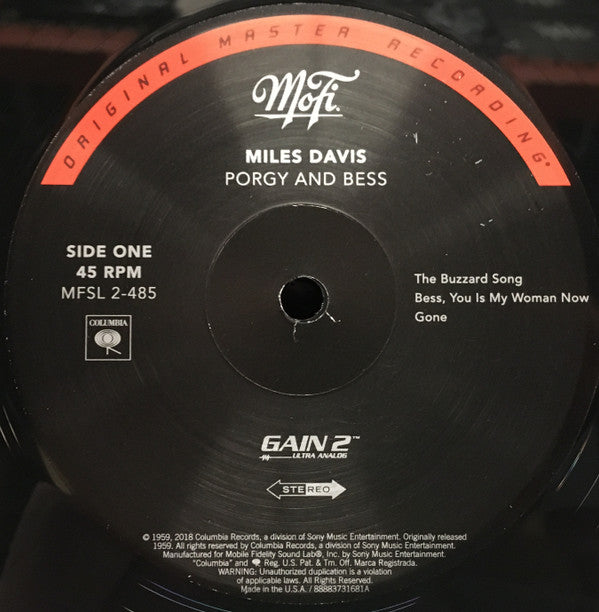 ORIGINAL MASTER RECORDING®
MoFi.
MILES DAVIS
PORGY AND BESS
SIDE ONE
45 RPM
MFSL 2-485
COLUMBIA
The Buzzard Song
Bess, You Is My Woman Now
Gone
GAIN 2™
ULTRA ANALOG
STEREO
© 1959, 2018 Columbia Records, a division of Sony Music Entertainment. Originally released
1959. All rights reserved by Columbia Records, a division of Sony Music Entertainment.
Manufactured for Mobile Fidelity Sound Lab®, Inc. by Sony Music Entertainment.
"Columbia" and Reg. U.S. Pat. & Tm. Off. Marca Registrada.
WARNING: Unauthorized duplication is a violation
of applicable laws. All Rights Reserved.
Made in the U.S.A. / 88883731681A